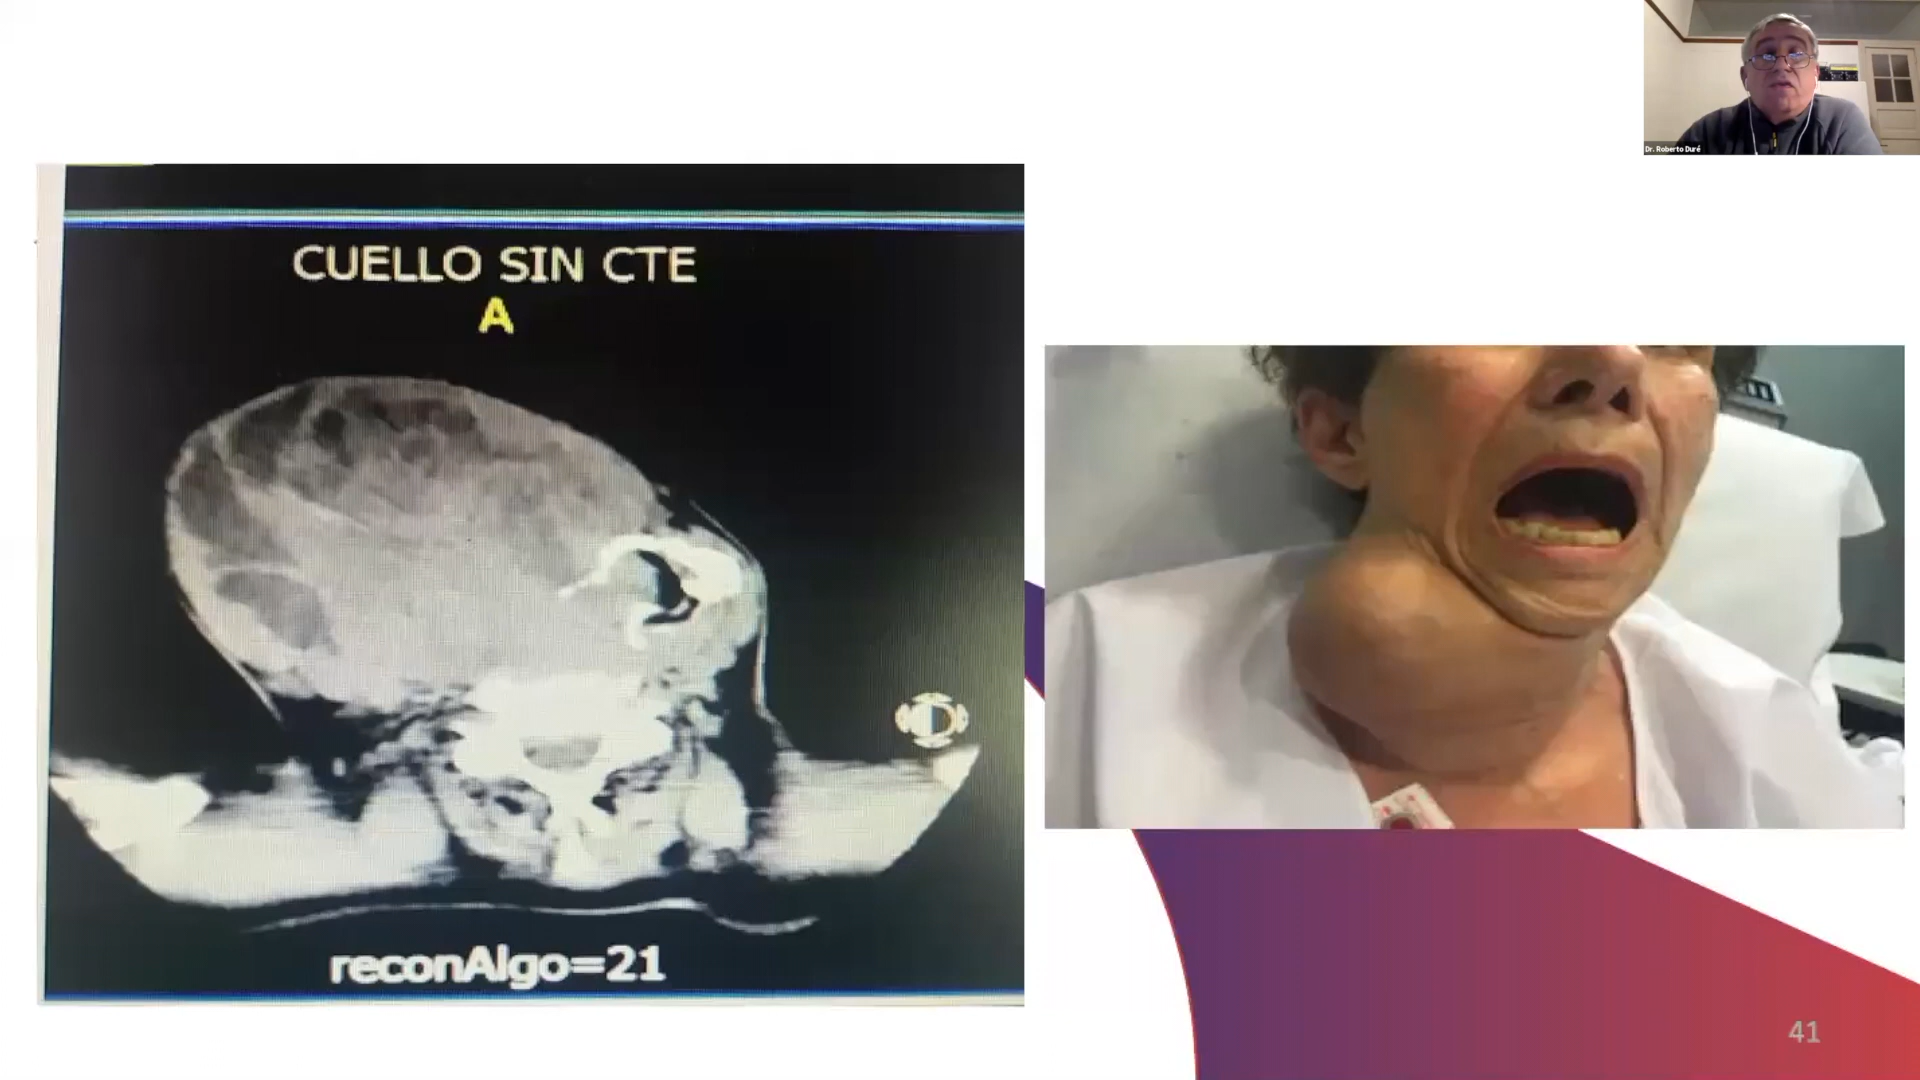 Dr. Roberto Duré
CUELLO SIN CTE
A
reconAlgo=21
41